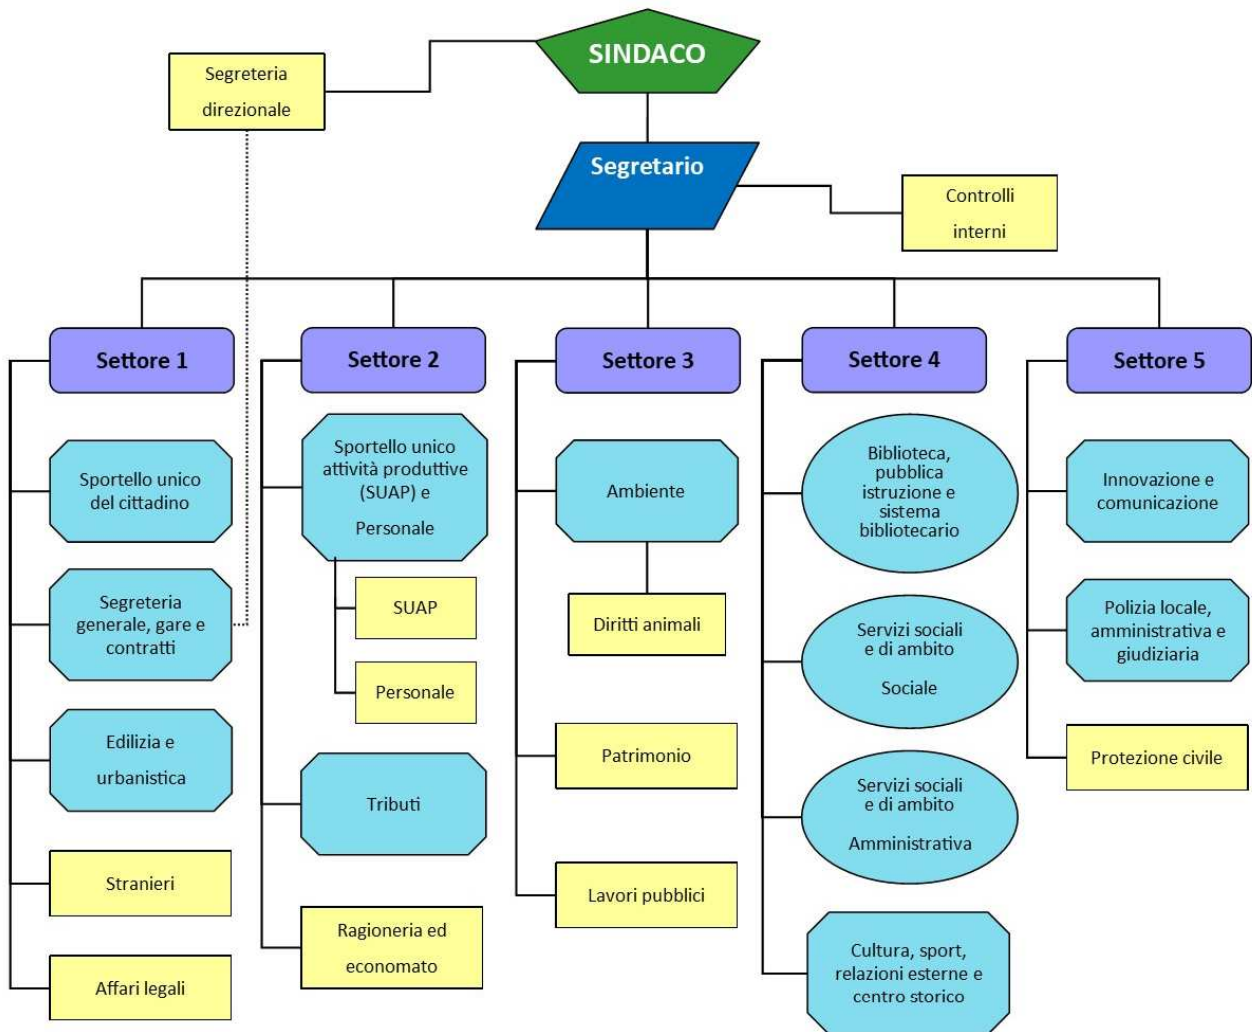 SINDACO
Segreteria
direzionale
Segretario
Controlli
interni
Settore 1
Sportello unico
del cittadino
Segreteria
generale, gare e
contratti
Edilizia e
urbanistica
Stranieri
Affari legali
Settore 2
Sportello unico
attività produttive
(SUAP) e
Personale
SUAP
Personale
Tributi
Ragioneria ed
economato
Settore 3
Ambiente
Diritti animali
Patrimonio
Lavori pubblici
Settore 4
Biblioteca,
pubblica
istruzione e
sistema
bibliotecario
Servizi sociali
e di ambito
Sociale
Servizi sociali
e di ambito
Amministrativa
Cultura, sport,
relazioni esterne e
centro storico
Settore 5
Innovazione e
comunicazione
Polizia locale,
amministrativa e
giudiziaria
Protezione civile